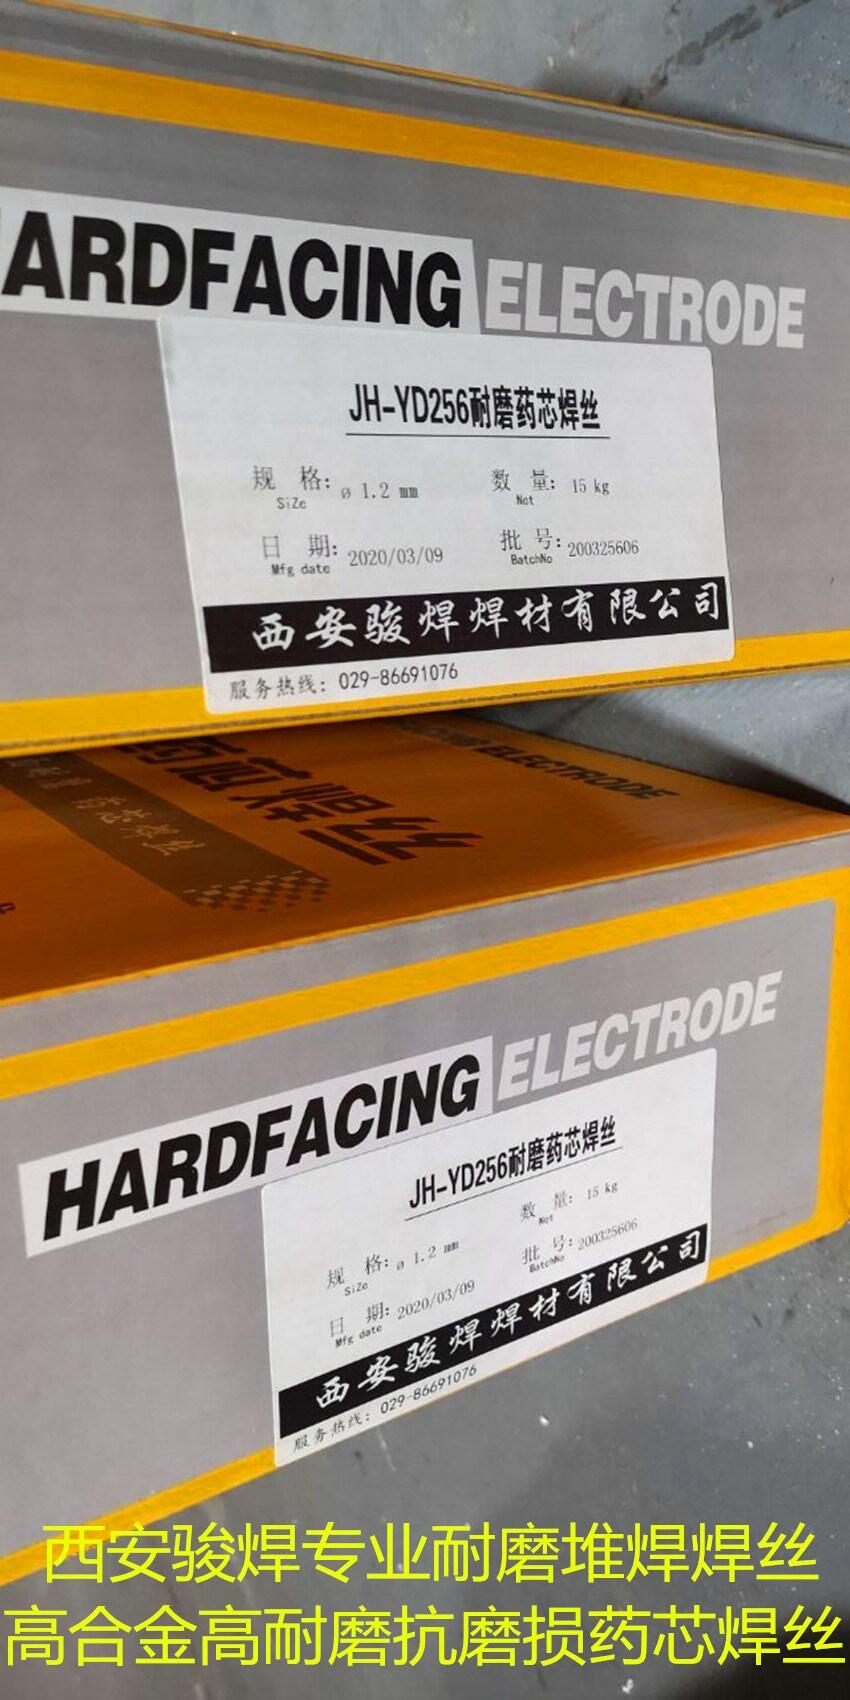 ARDFACING ELECTRODE
JH-YD256耐磨药芯焊丝
规 格: ø 1.2 mm 数 量: 15 kg
SiZe Net
日 期: 2020/03/09 批 号: 200325606
Mfg date BatchNo
西安骏焊焊材有限公司
服务热线: 029-86691076
ELECTRODE
药芯焊丝
HARDFACING ELECTRODE
JH-YD256耐磨药芯焊丝
规 格: ø 1.2 mm 数 量: 15 kg
SiZe Net
日 期: 2020/03/09 批 号: 200325606
Mfg date BatchNo
西安骏焊焊材有限公司
服务热线: 029-86691076
西安骏焊专业耐磨堆焊焊丝
高合金高耐磨抗磨损药芯焊丝